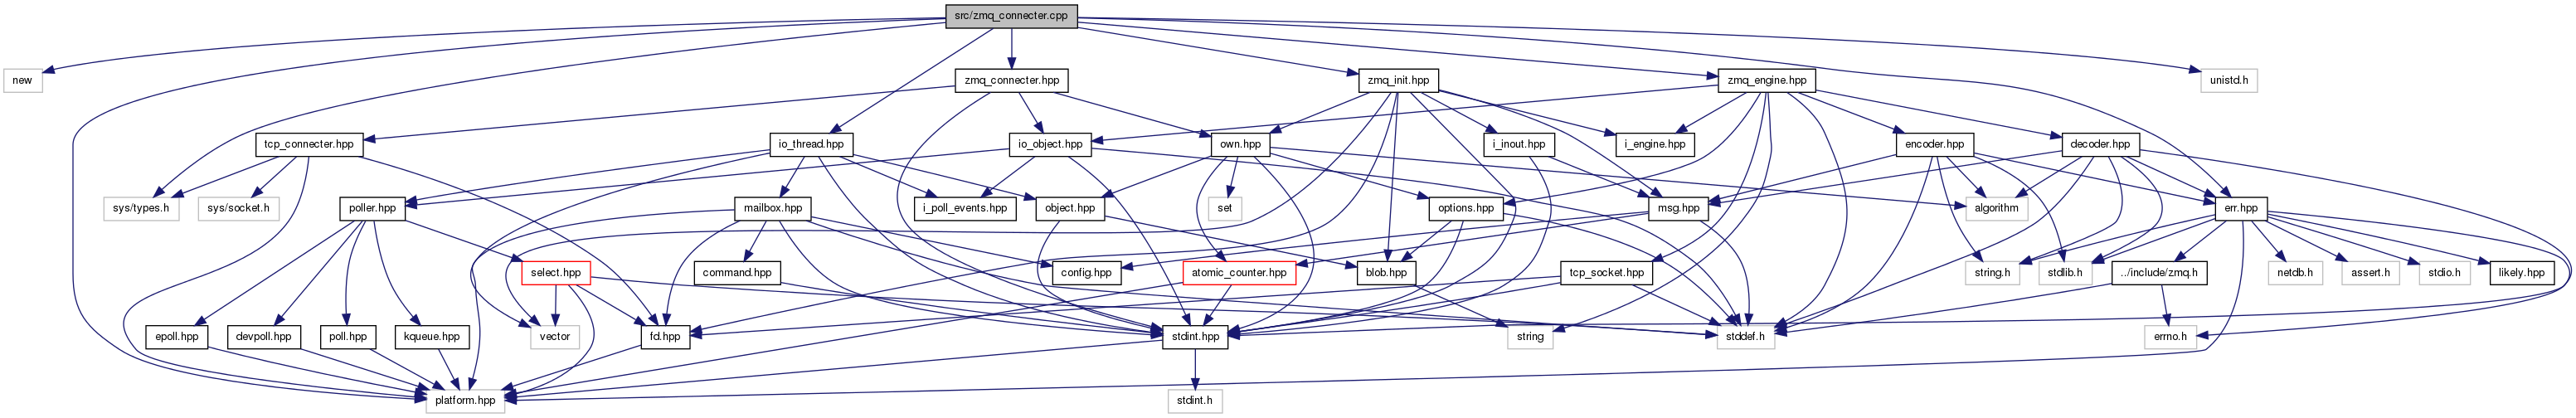 src/zmq_connecter.cpp
new
zmq_connecter.hpp
zmq_init.hpp
zmq_engine.hpp
unistd.h
tcp_connecter.hpp
io_thread.hpp
io_object.hpp
own.hpp
i_inout.hpp
i_engine.hpp
encoder.hpp
decoder.hpp
sys/types.h
sys/socket.h
poller.hpp
mailbox.hpp
i_poll_events.hpp
object.hpp
set
options.hpp
msg.hpp
algorithm
err.hpp
select.hpp
command.hpp
config.hpp
atomic_counter.hpp
blob.hpp
tcp_socket.hpp
string.h
stdlib.h
../include/zmq.h
netdb.h
assert.h
stdio.h
likely.hpp
epoll.hpp
devpoll.hpp
poll.hpp
kqueue.hpp
vector
fd.hpp
stdint.hpp
string
stddef.h
errno.h
platform.hpp
stdint.h